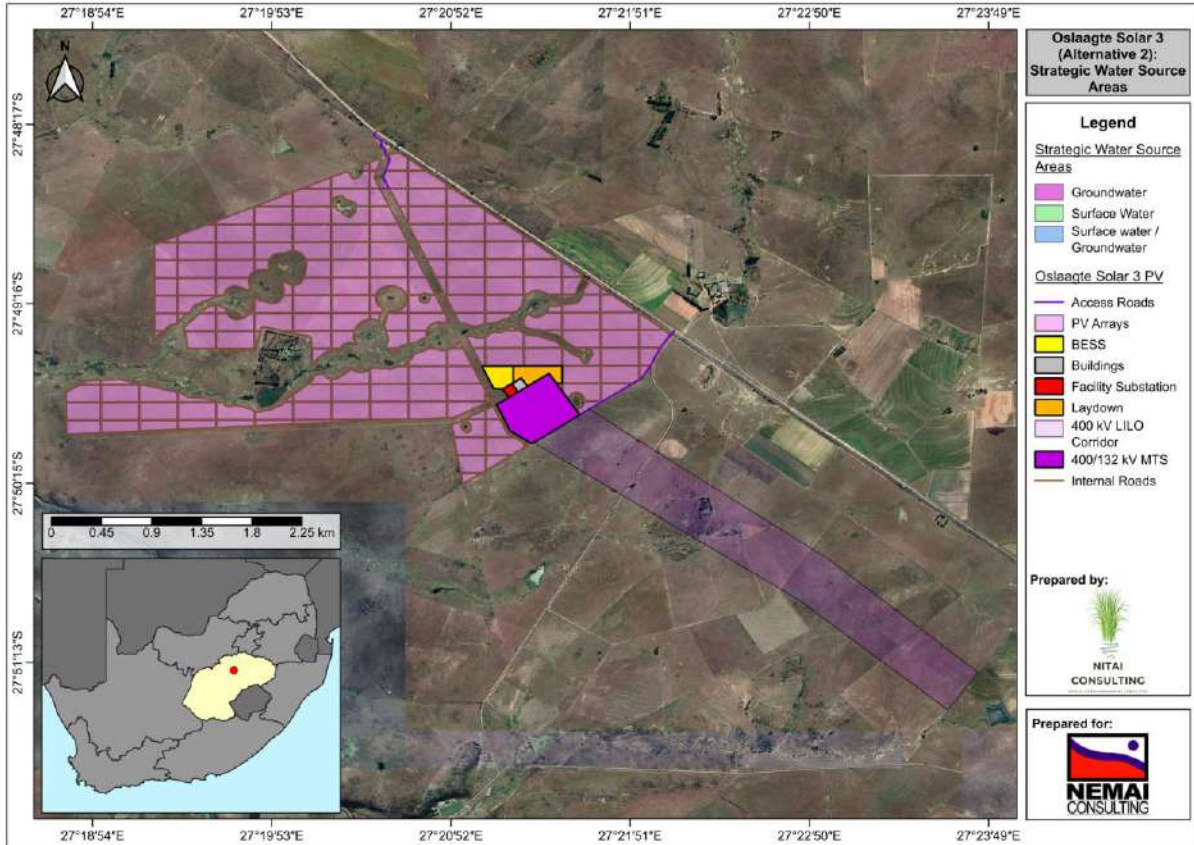 27°18'54"E 27°19'53"E 27°20'52"E 27°21'51"E 27°22'50"E 27°23'49"E
N
27°48'17"S
27°49'16"S
27°50'15"S
27°51'13"S
0 0.45 0.9 1.35 1.8 2.25 km
27°18'54"E 27°19'53"E 27°20'52"E 27°21'51"E 27°22'50"E 27°23'49"E
Oslaagte Solar 3
(Alternative 2):
Strategic Water Source
Areas
Legend
Strategic Water Source
Areas
Groundwater
Surface Water
Surface water /
Groundwater
Oslaagte Solar 3 PV
Access Roads
PV Arrays
BESS
Buildings
Facility Substation
Laydown
400 kV LILO
Corridor
400/132 kV MTS
Internal Roads
Prepared by:
NITAI
CONSULTING
Prepared for:
NEMAI
CONSULTING